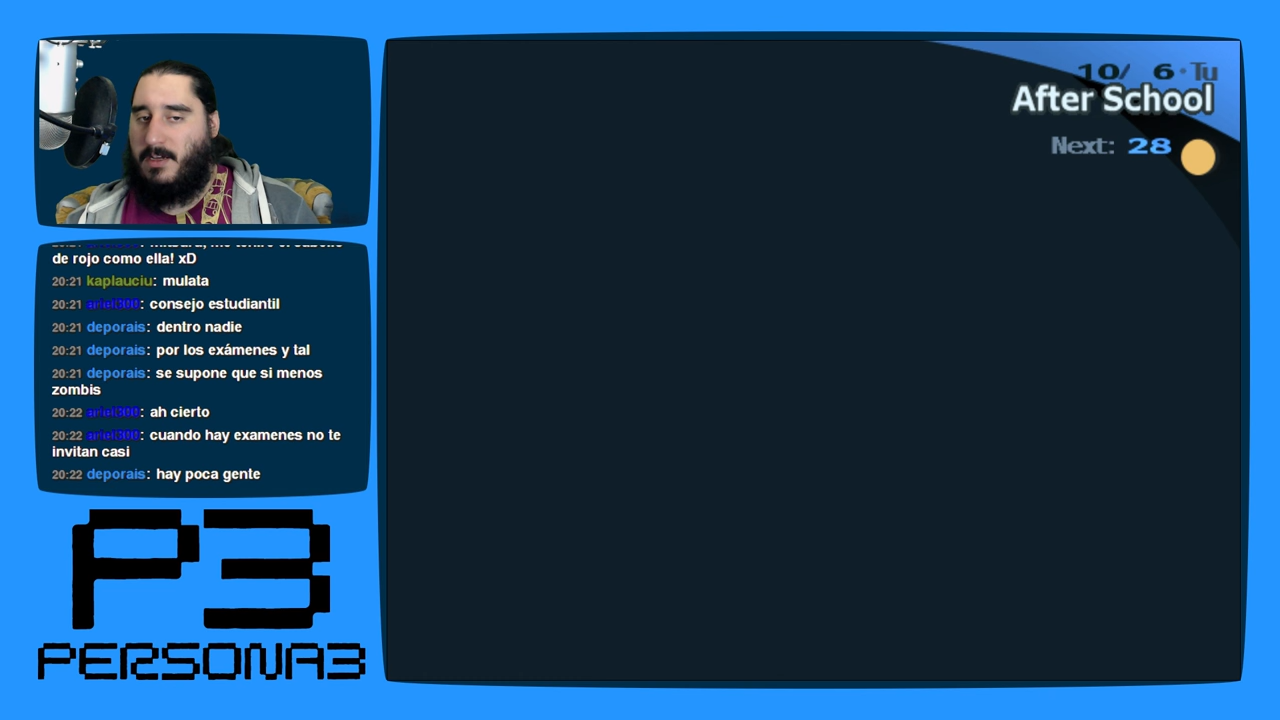 10/ 6·Tu
After School
Next: 28
de rojo como ella! xD
20:21 kaplauciu: mulata
20:21 ariel300: consejo estudiantil
20:21 deporais: dentro nadie
20:21 deporais: por los exámenes y tal
20:21 deporais: se supone que si menos
zombis
20:22 ariel300: ah cierto
20:22 ariel300: cuando hay examenes no te
invitan casi
20:22 deporais: hay poca gente
P3
PERSONA3